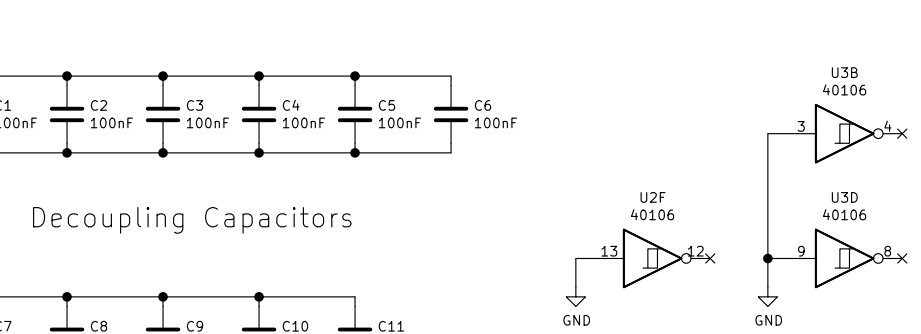 U3B
40106
C1
C2
C3
C4
C5
C6
100nF
100nF
100nF
100nF
100nF
100nF
3
4
Decoupling Capacitors
U2F
40106
U3D
40106
13
12
9
8
GND
GND
C7
C8
C9
C10
C11